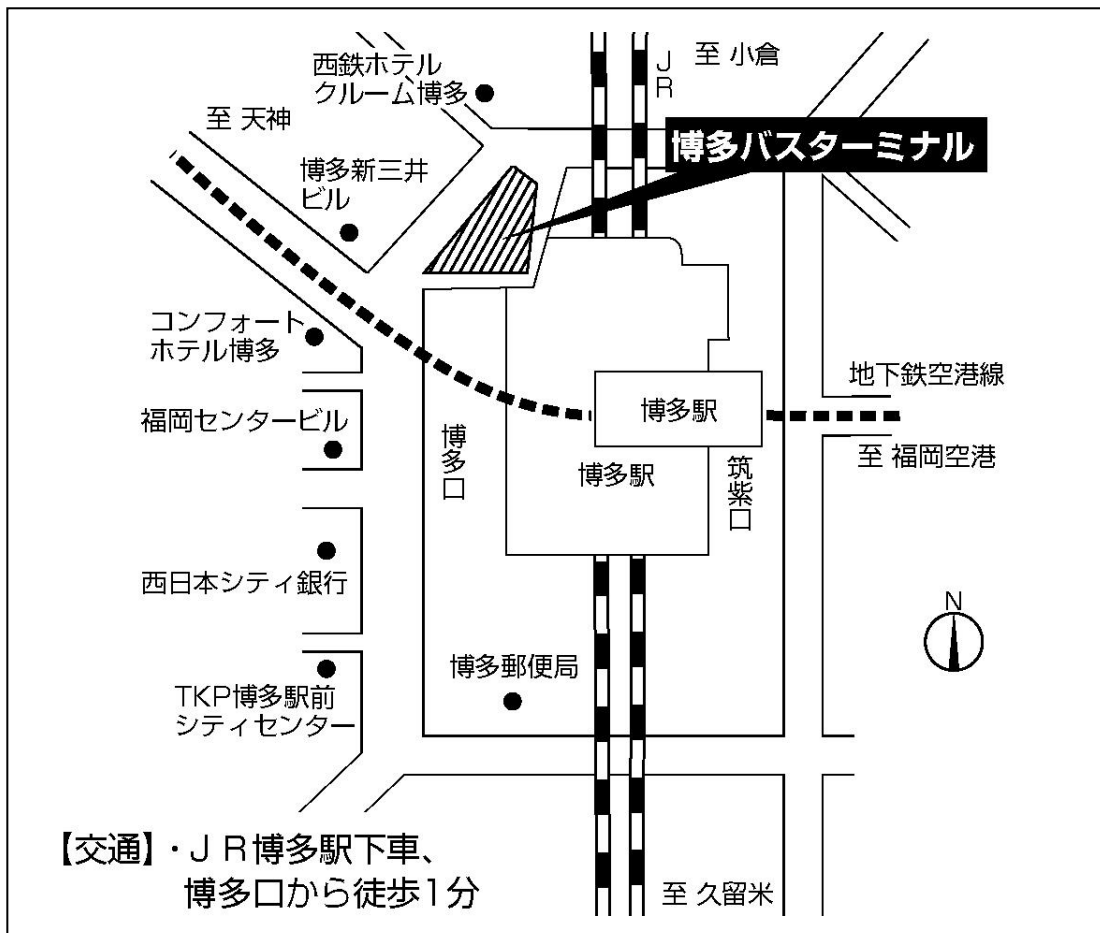 西鉄ホテル
クルーム博多
JR
至 小倉
至 天神
博多バスターミナル
博多新三井
ビル
コンフォート
ホテル博多
地下鉄空港線
博多駅
福岡センタービル
博多口
至 福岡空港
博多駅
筑紫口
西日本シティ銀行
N
博多郵便局
TKP博多駅前
シティセンター
【交通】・JR博多駅下車、
博多口から徒歩1分
至 久留米